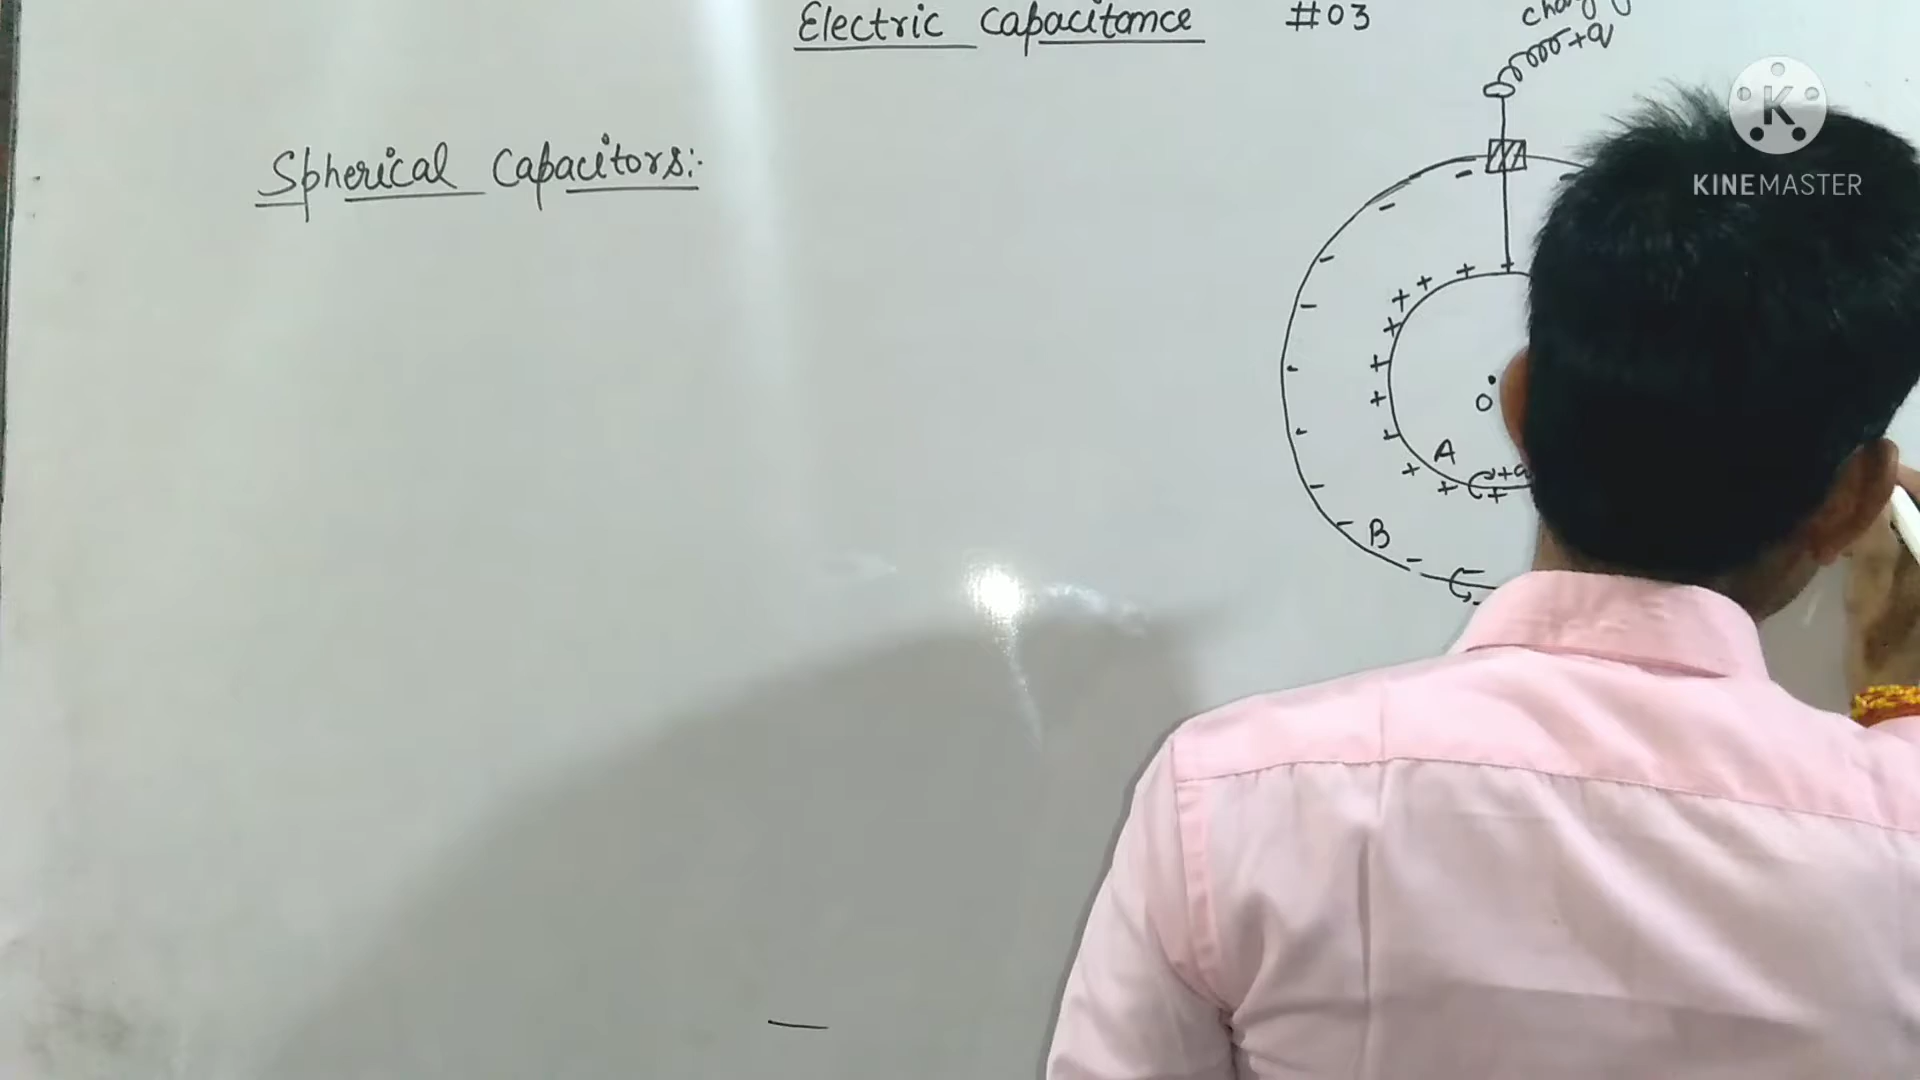 Electric Capacitance #03
+q
KINEMASTER
Spherical Capacitors:-
O
A
+q
B